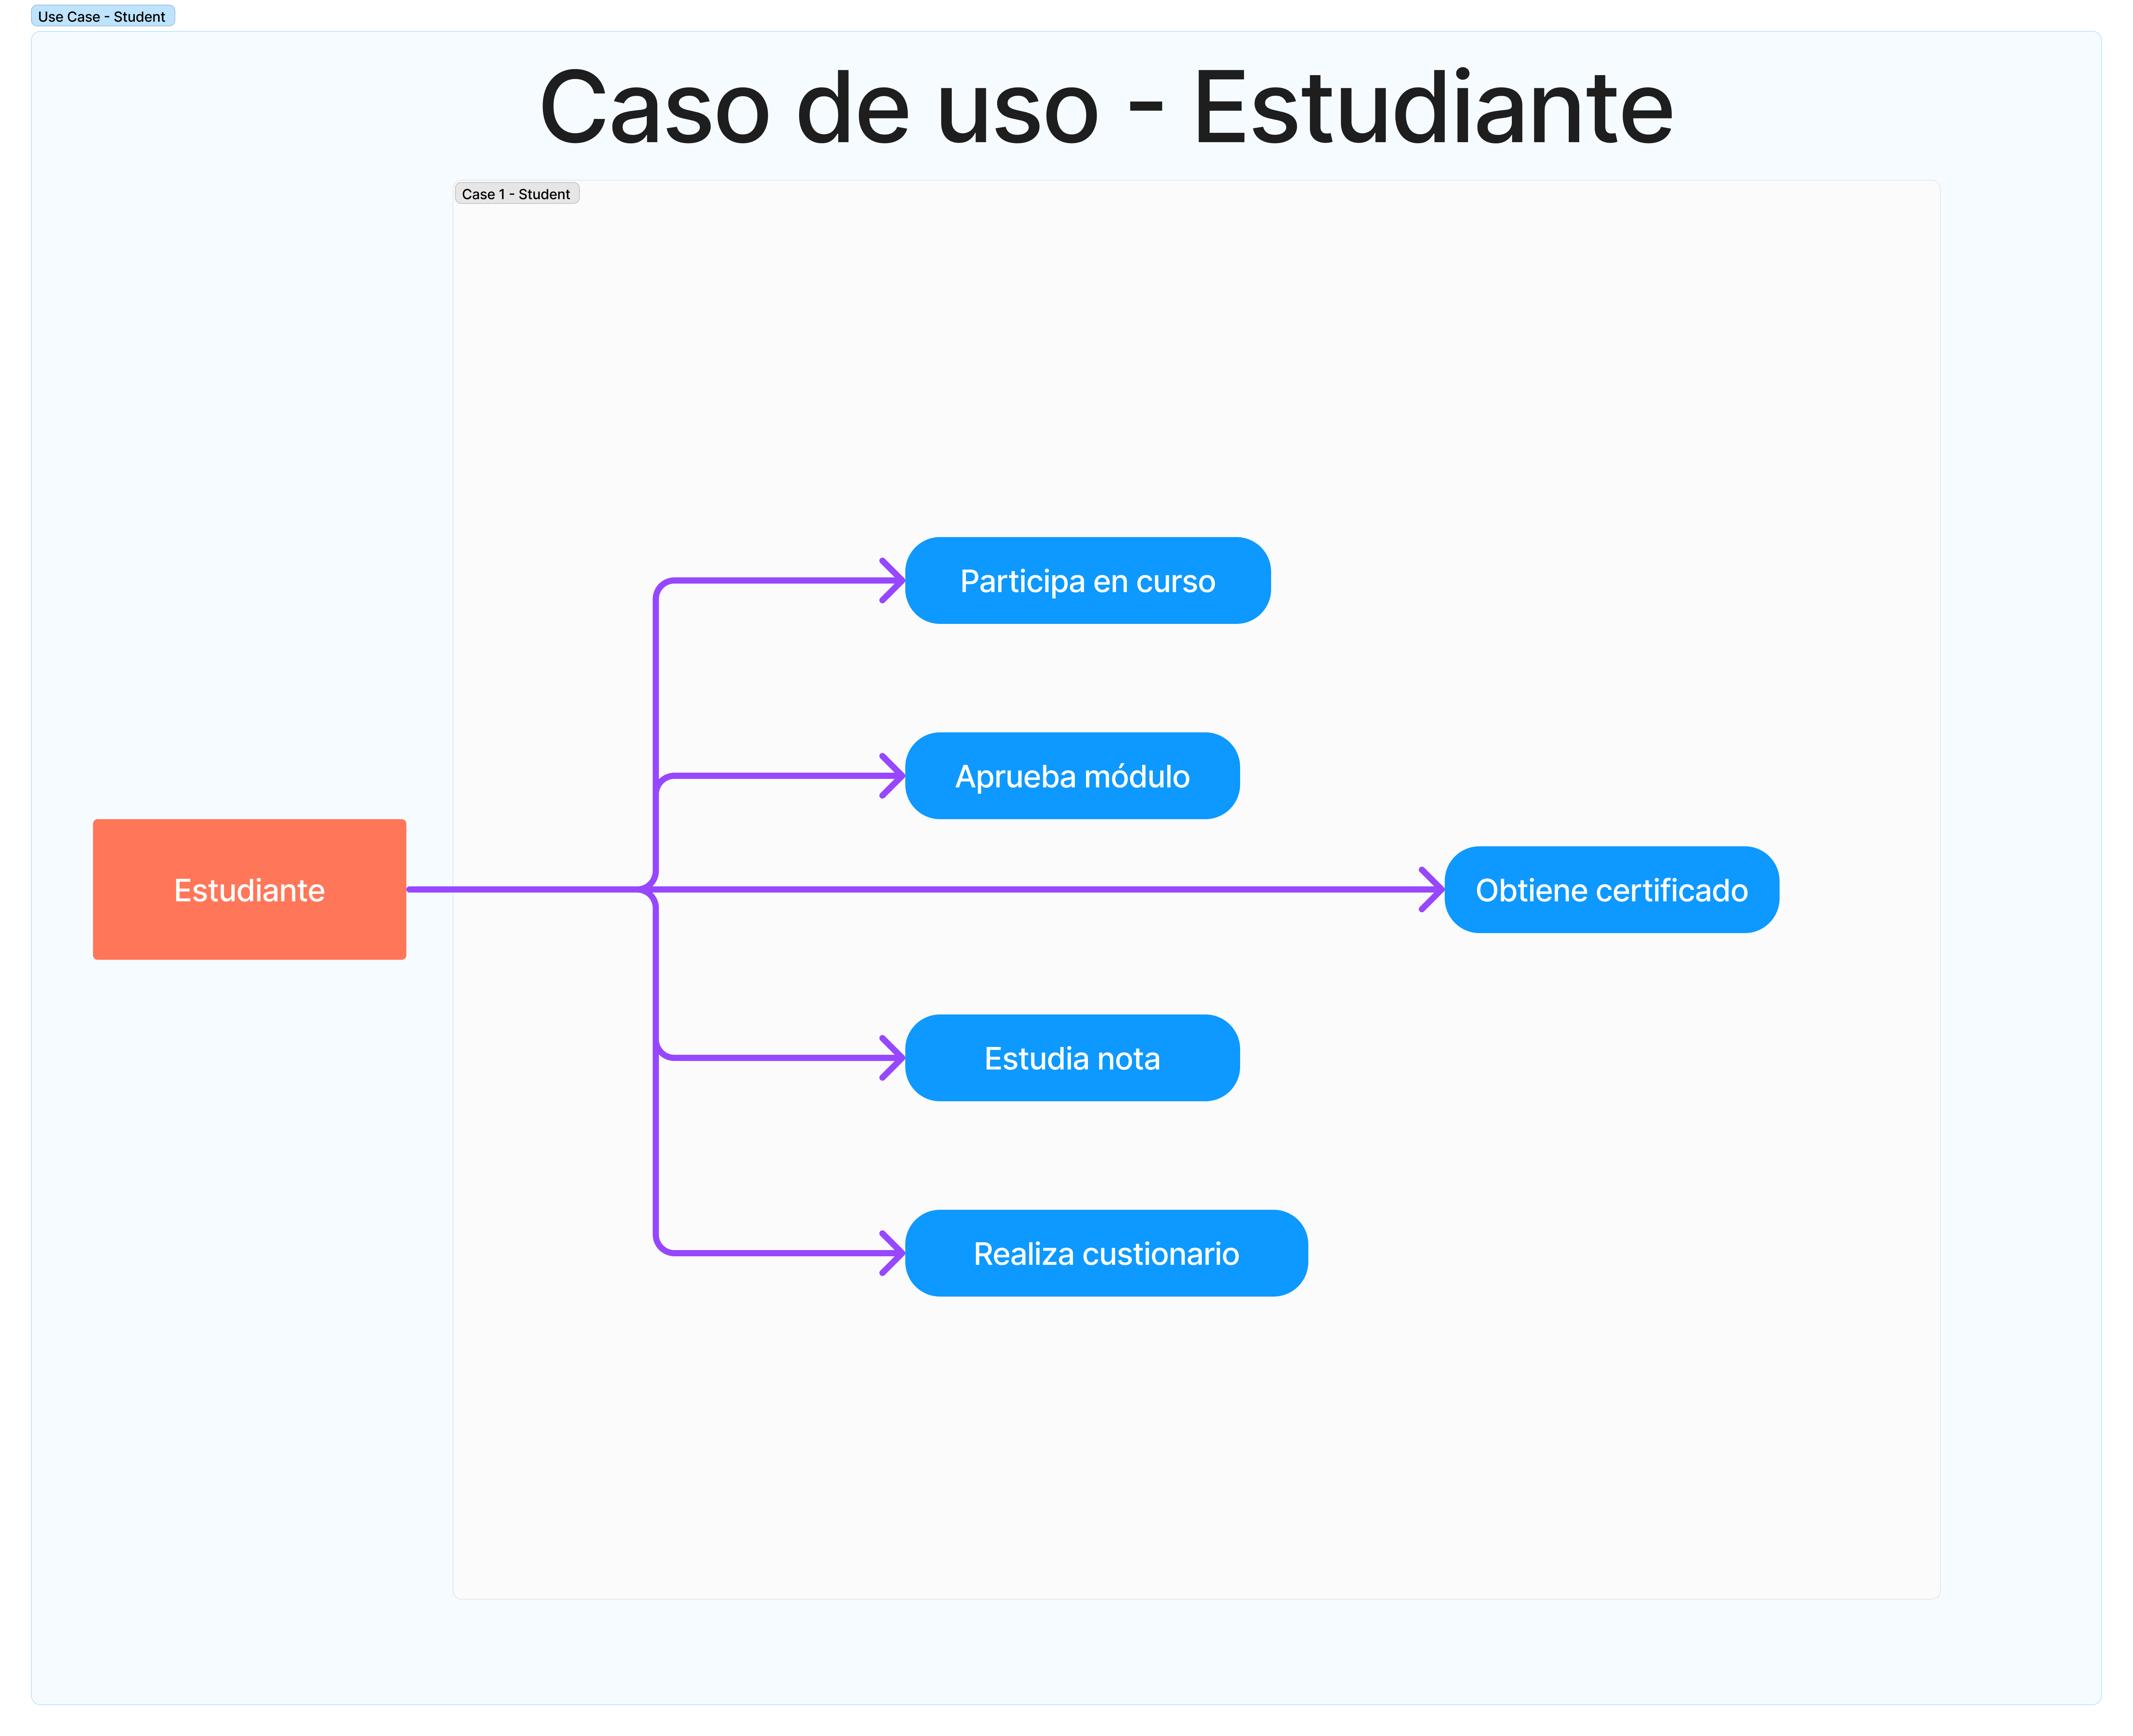 Use Case - Student
Caso de uso - Estudiante
Case 1 - Student
Participa en curso
Aprueba módulo
Estudiante
Obtiene certificado
Estudia nota
Realiza custionario